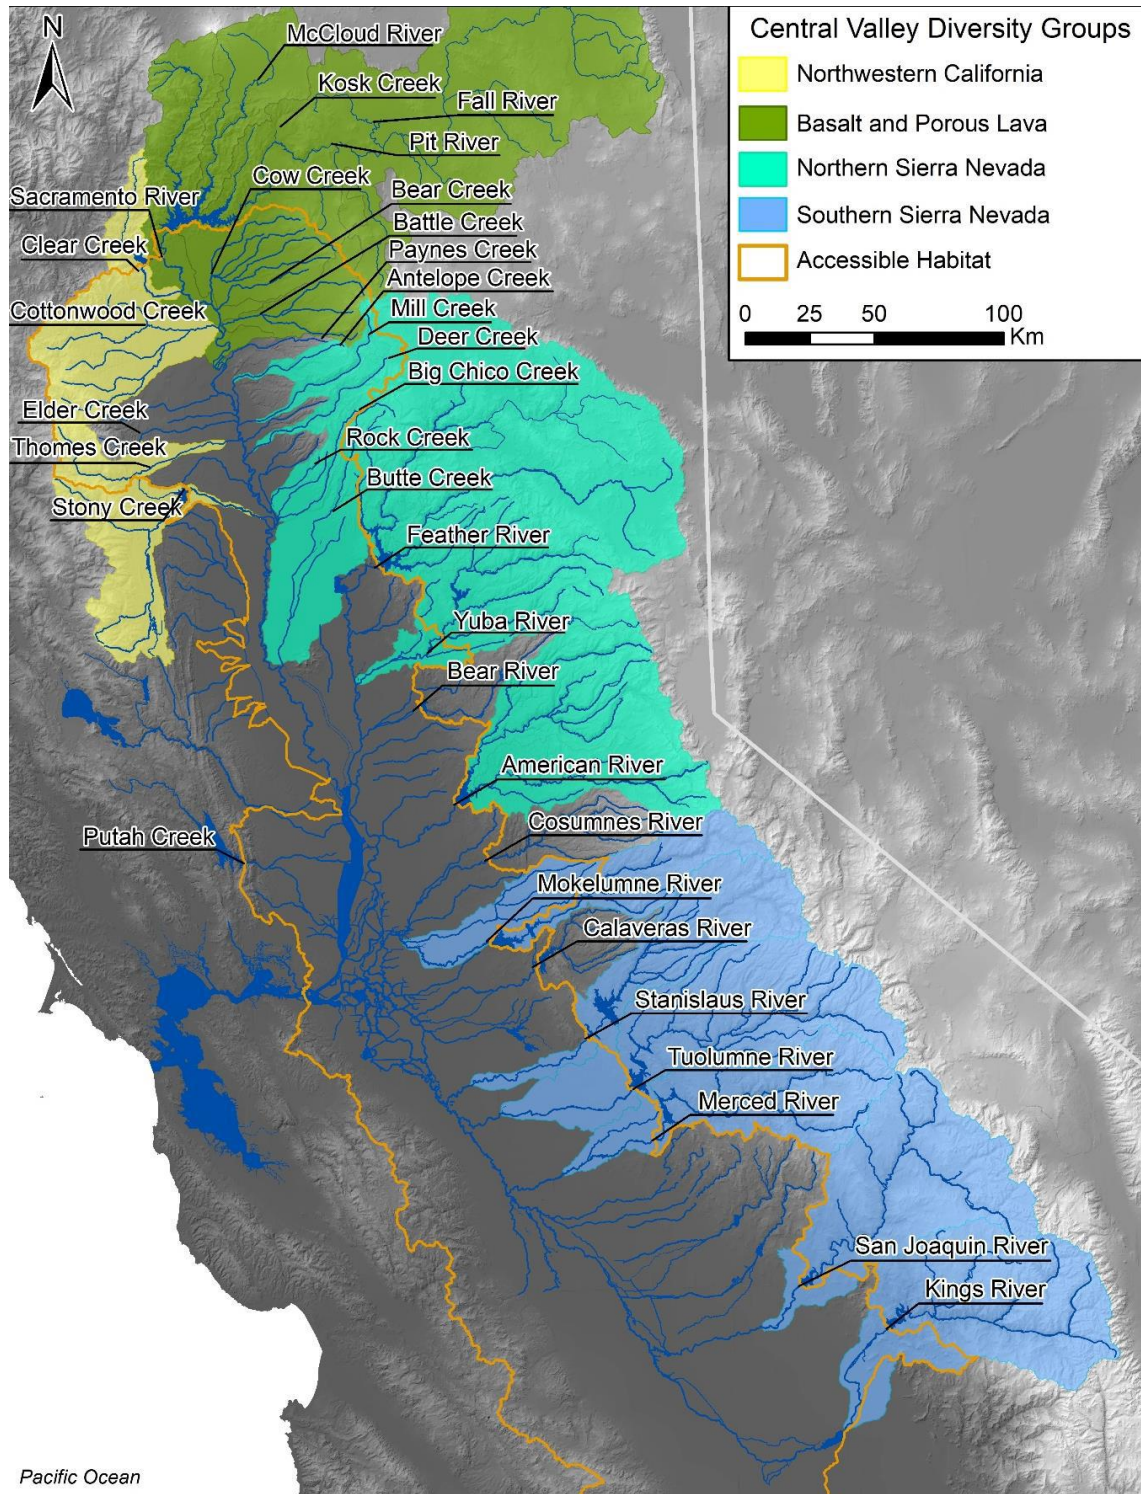 N
McCloud River
Kosk Creek
Fall River
Pit River
Cow Creek
Bear Creek
Sacramento River
Battle Creek
Clear Creek
Paynes Creek
Antelope Creek
Cottonwood Creek
Mill Creek
Deer Creek
Big Chico Creek
Elder Creek
Rock Creek
Thomes Creek
Butte Creek
Stony Creek
Feather River
Yuba River
Bear River
American River
Cosumnes River
Putah Creek
Mokelumne River
Calaveras River
Stanislaus River
Tuolumne River
Merced River
San Joaquin River
Kings River
Pacific Ocean
Central Valley Diversity Groups
Northwestern California
Basalt and Porous Lava
Northern Sierra Nevada
Southern Sierra Nevada
Accessible Habitat
0 25 50 100
Km